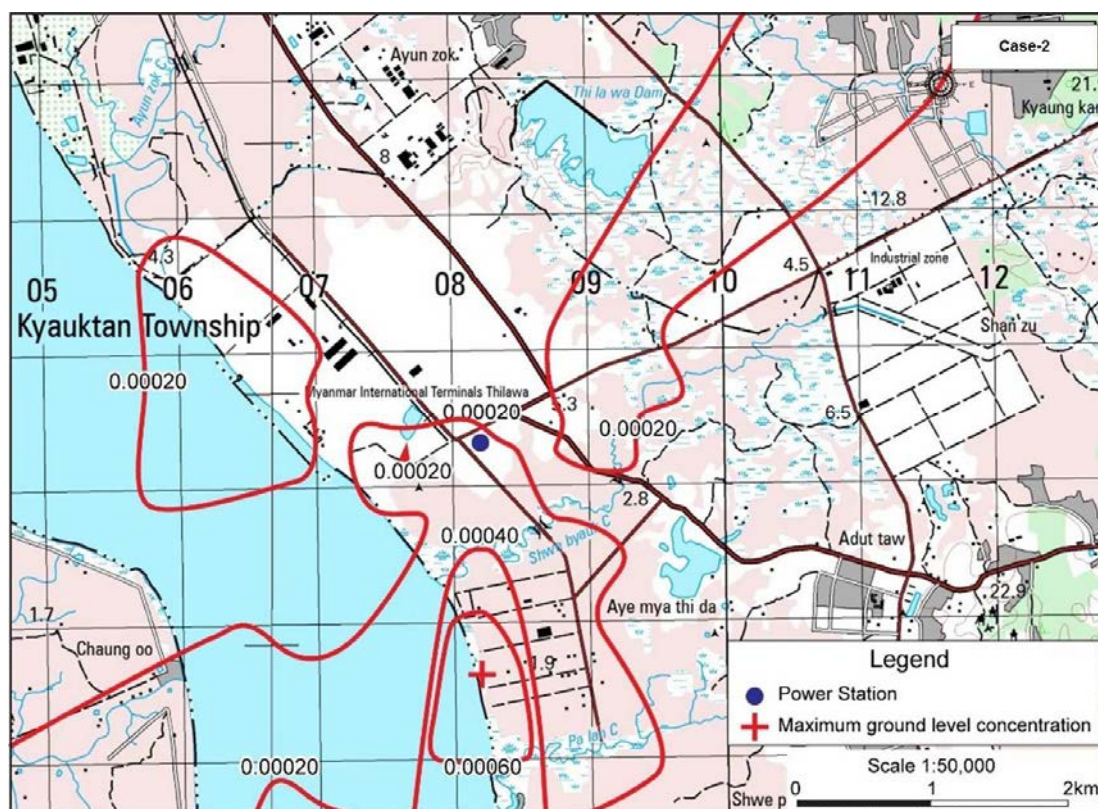 Case-2
Ayun zok
Ayun zok C
Thi la wa Dam
Kyaung kan
21.
8
12.8
4.3
4.5
Industrial zone
05
06
07
08
09
10
11
12
Kyauktan Township
Shan zu
0.00020
Myanmar International Terminals Thilawa
0.00020
3.3
0.00020
6.5
0.00020
2.8
0.00040
Shwe byauk C
Adut taw
1.7
Aye mya thi da
22.9
Chaung oo
1.9
Legend
Power Station
Maximum ground level concentration
Pa lan C
0.00020
0.00060
Scale 1:50,000
Shwe p
0
1
2km